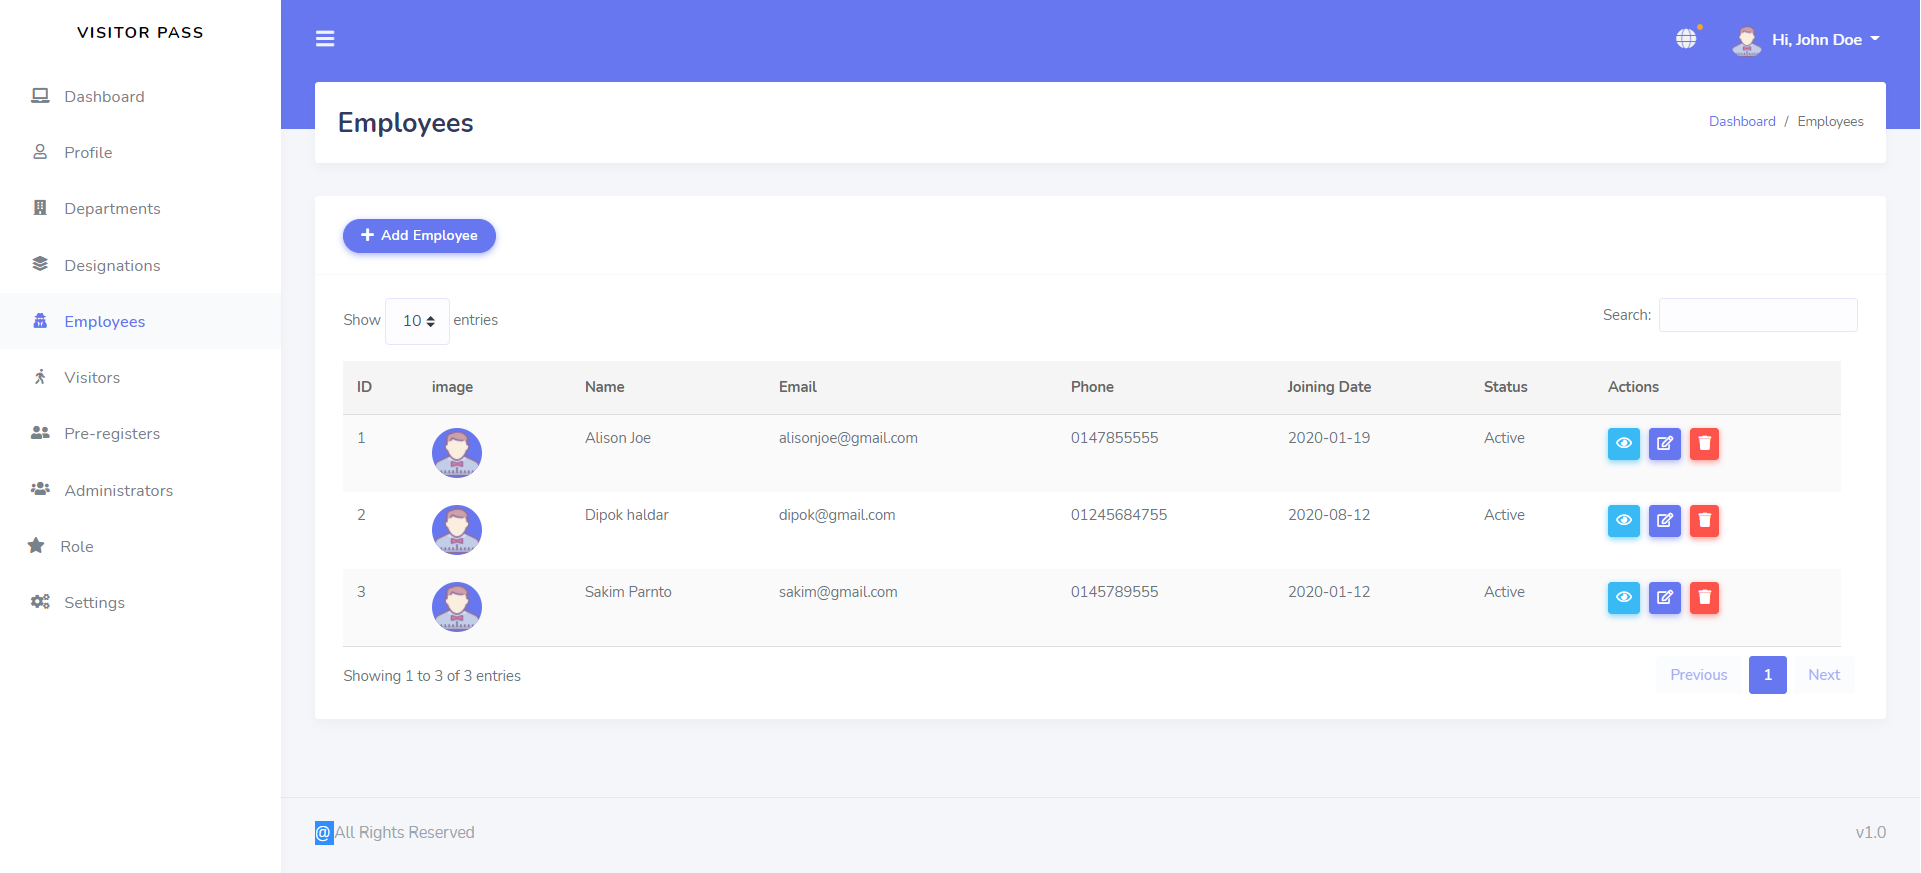 VISITOR PASS
Dashboard
Profile
Departments
Designations
Employees
Visitors
Pre-registers
Administrators
Role
Settings
Hi, John Doe
Employees
Dashboard / Employees
Add Employee
Show 10 entries
Search:
ID image Name Email Phone Joining Date Status Actions
1 Alison Joe alisonjoe@gmail.com 0147855555 2020-01-19 Active
2 Dipok haldar dipok@gmail.com 01245684755 2020-08-12 Active
3 Sakim Parnto sakim@gmail.com 0145789555 2020-01-12 Active
Showing 1 to 3 of 3 entries
Previous 1 Next
@ All Rights Reserved
v1.0